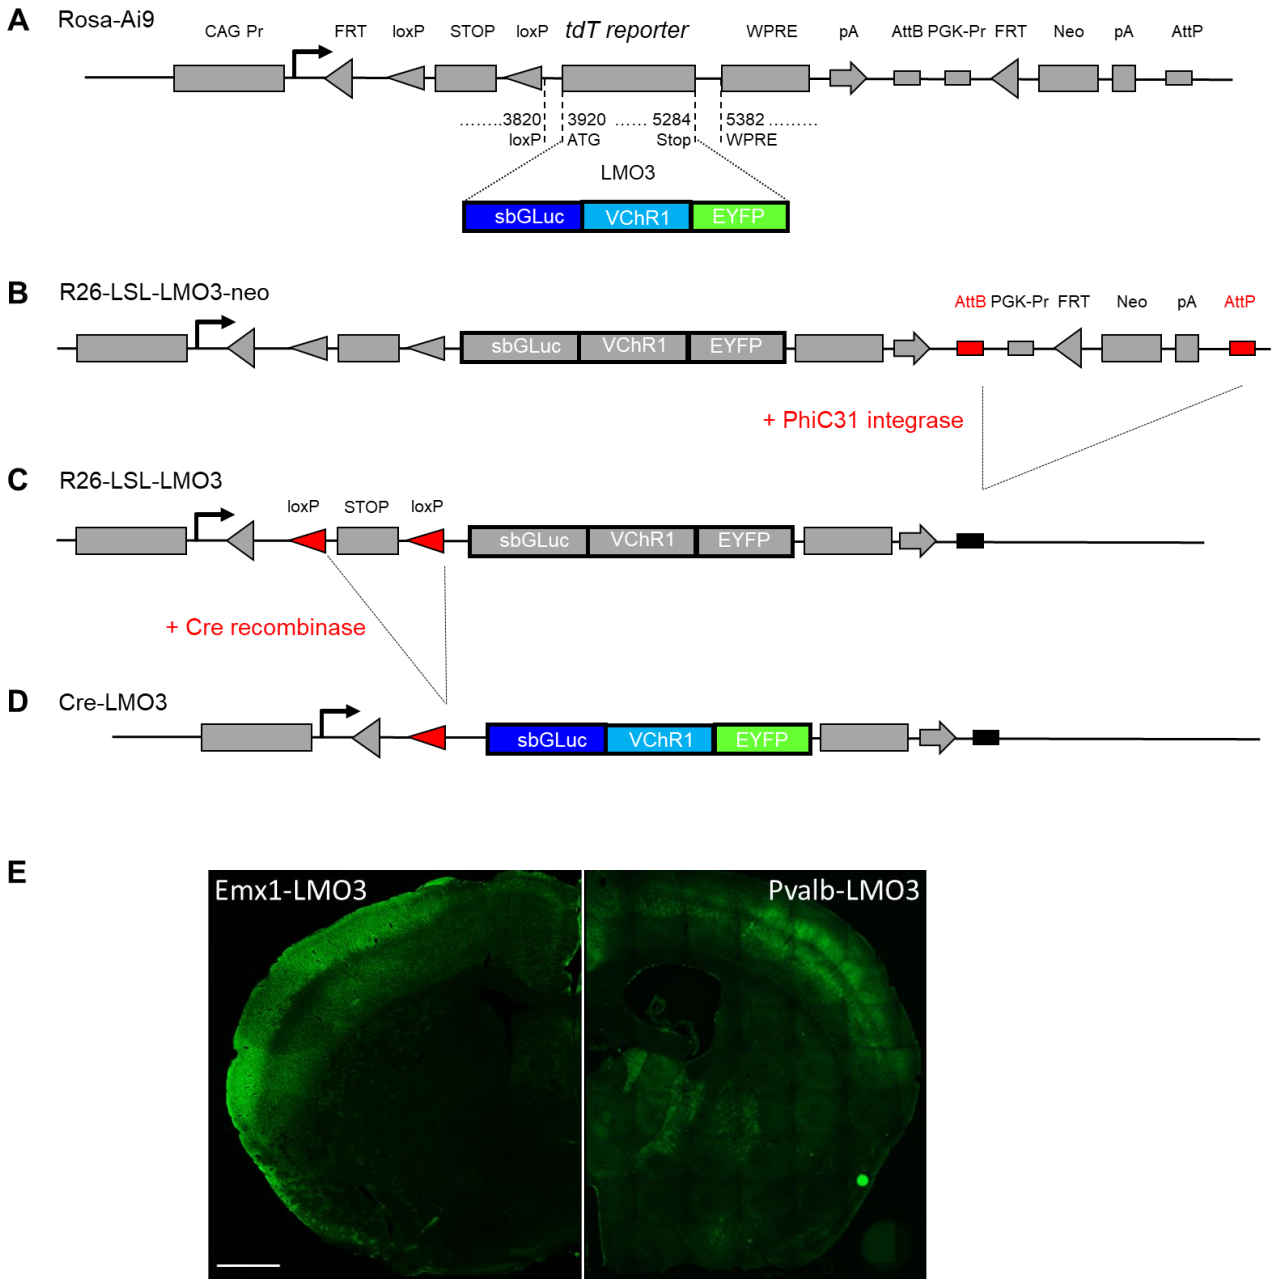 A Rosa-Ai9
CAG Pr FRT loxP STOP loxP tdT reporter WPRE pA AttB PGK-Pr FRT Neo pA AttP
........3820 3920 ...... 5284 5382 .........
loxP ATG Stop WPRE
LMO3
sbGLuc VChR1 EYFP
B R26-LSL-LMO3-neo
AttB PGK-Pr FRT Neo pA AttP
sbGLuc VChR1 EYFP
+ PhiC31 integrase
C R26-LSL-LMO3
loxP STOP loxP
sbGLuc VChR1 EYFP
+ Cre recombinase
D Cre-LMO3
sbGLuc VChR1 EYFP
E
Emx1-LMO3 Pvalb-LMO3